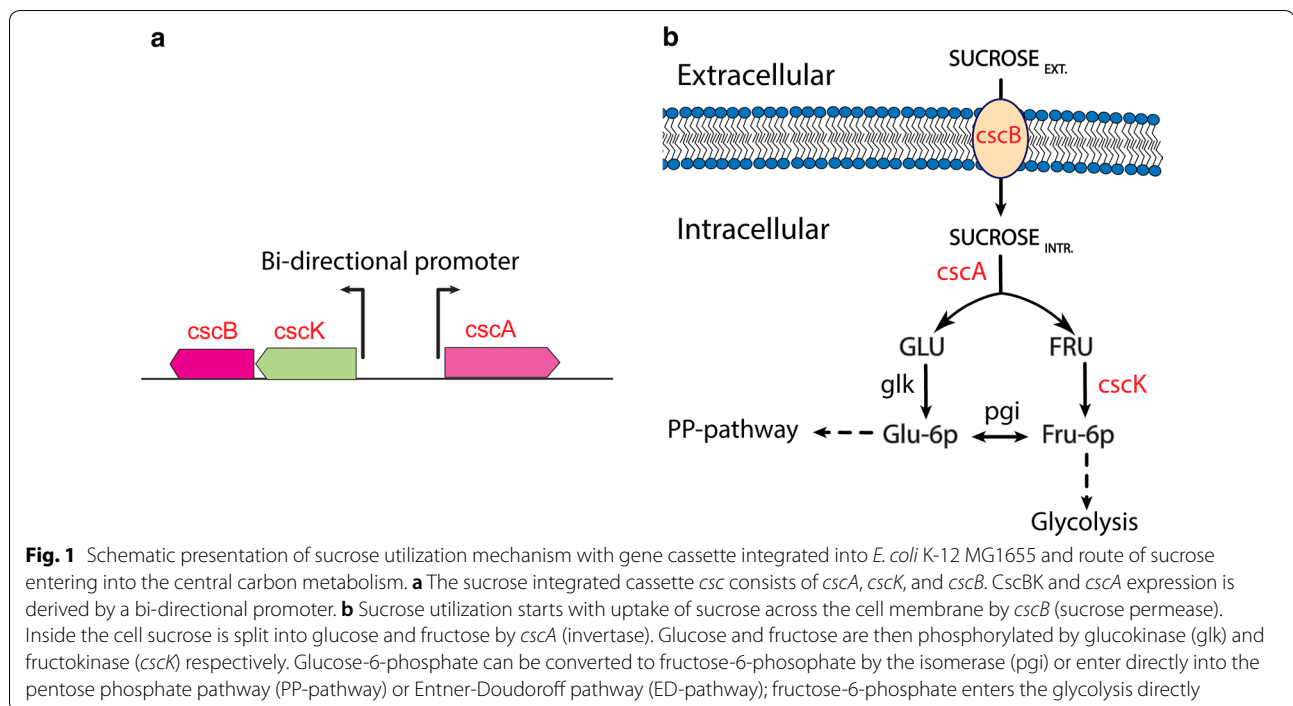 a
Bi-directional promoter
cscB
cscK
cscA
b
SUCROSE EXT.
Extracellular
cscB
Intracellular
SUCROSE INTR.
cscA
GLU
FRU
glk
cscK
pgi
PP-pathway
Glu-6p
Fru-6p
Glycolysis
Fig. 1 Schematic presentation of sucrose utilization mechanism with gene cassette integrated into E. coli K-12 MG1655 and route of sucrose
entering into the central carbon metabolism. a The sucrose integrated cassette csc consists of cscA, cscK, and cscB. CscBK and cscA expression is
derived by a bi-directional promoter. b Sucrose utilization starts with uptake of sucrose across the cell membrane by cscB (sucrose permease).
Inside the cell sucrose is split into glucose and fructose by cscA (invertase). Glucose and fructose are then phosphorylated by glucokinase (glk) and
fructokinase (cscK) respectively. Glucose-6-phosphate can be converted to fructose-6-phosophate by the isomerase (pgi) or enter directly into the
pentose phosphate pathway (PP-pathway) or Entner-Doudoroff pathway (ED-pathway); fructose-6-phosphate enters the glycolysis directly